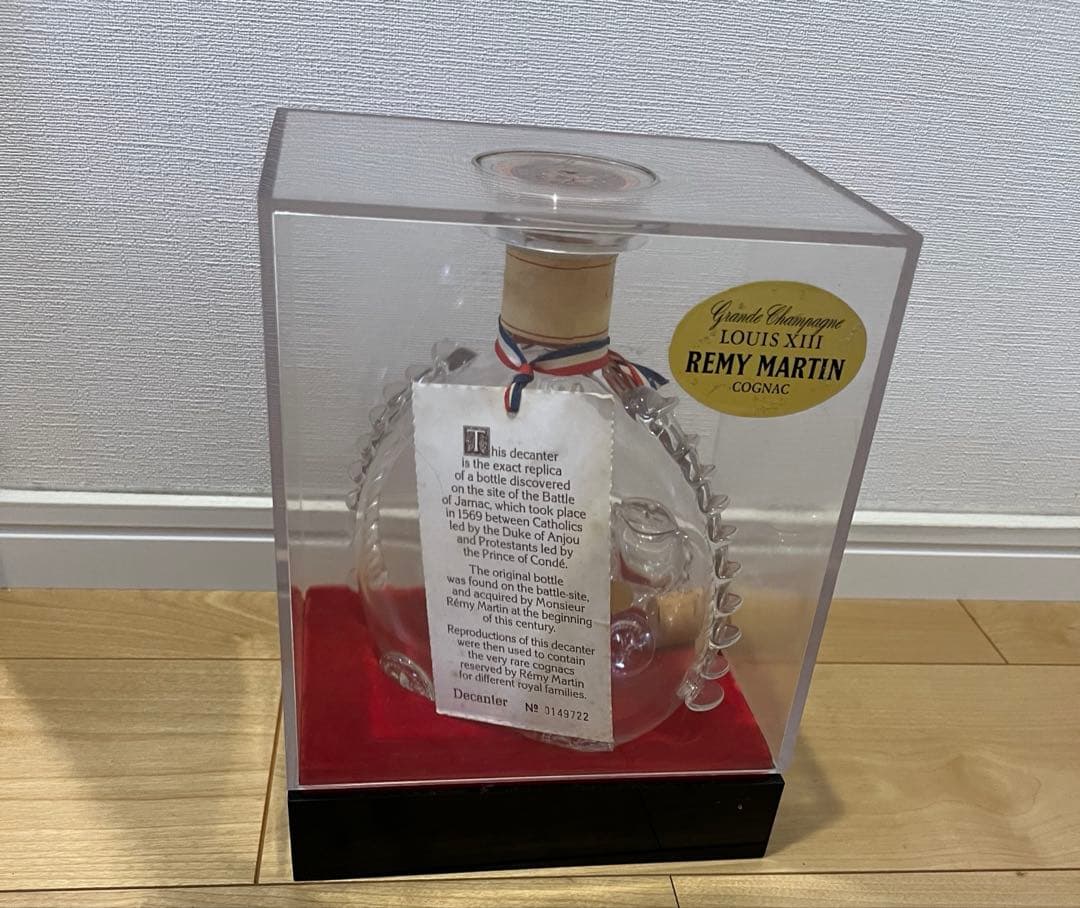 Grande Champagne
LOUIS XIII
REMY MARTIN
COGNAC
This decanter
is the exact replica
of a bottle discovered
on the site of the Battle
of Jarnac, which took place
in 1569 between Catholics
led by the Duke of Anjou
and Protestants led by
the Prince of Condé.
The original bottle
was found on the battle-site,
and acquired by Monsieur
Rémy Martin at the beginning
of this century.
Reproductions of this decanter
were then used to contain
the very rare cognacs
reserved by Rémy Martin
for different royal families.
Decanter Nº 0149722